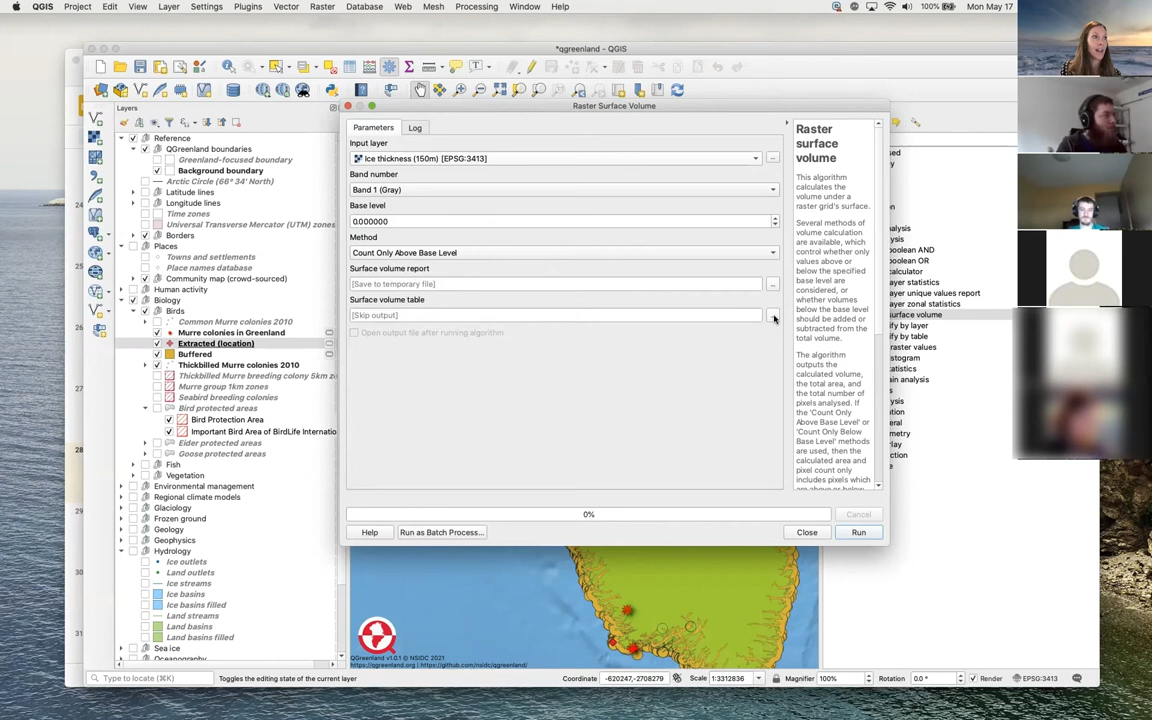 QGIS Project Edit View Layer Settings Plugins Vector Raster Database Web Mesh Processing Window Help 100% Mon May 17
*qgreenland - QGIS
Layers
Reference
QGreenland boundaries
Greenland-focused boundary
Background boundary
Arctic Circle (66° 34' North)
Latitude lines
Longitude lines
Time zones
Universal Transverse Mercator (UTM) zones
Borders
Places
Towns and settlements
Place names database
Community map (crowd-sourced)
Human activity
Biology
Birds
Common Murre colonies 2010
Murre colonies in Greenland
Extracted (location)
Buffered
Thickbilled Murre colonies 2010
Thickbilled Murre breeding colony 5km z
Murre group 1km zones
Seabird breeding colonies
Bird protected areas
Bird Protection Area
Important Bird Area of BirdLife Internatio
Eider protected areas
Goose protected areas
Fish
Vegetation
Environmental management
Regional climate models
Glaciology
Frozen ground
Geology
Geophysics
Hydrology
Ice outlets
Land outlets
Ice streams
Ice basins
Ice basins filled
Land streams
Land basins
Land basins filled
Sea ice
Oceanography
Raster Surface Volume
Parameters Log
Input layer
Ice thickness (150m) [EPSG:3413]
Band number
Band 1 (Gray)
Base level
0.000000
Method
Count Only Above Base Level
Surface volume report
[Save to temporary file]
Surface volume table
[Skip output]
Open output file after running algorithm
0%
Cancel
Help Run as Batch Process... Close Run
Raster
surface
volume
This algorithm
calculates the
volume under a
raster grid's surface.
Several methods of
volume calculation
are available, which
control whether only
values above or
below the specified
base level are
considered, or
whether volumes
below the base level
should be added or
subtracted from the
total volume.
The algorithm
outputs the
calculated volume,
the total area, and
the total number of
pixels analysed. If
the 'Count Only
Above Base Level' or
'Count Only Below
Base Level' methods
are used, then the
calculated area and
pixel count only
includes pixels which
are above or below
boolean AND
boolean OR
calculator
layer unique values report
layer zonal statistics
surface volume
by layer
by table
raster values
QGreenland v1.0.1 © NSIDC 2021
https://qgreenland.org | https://github.com/nsidc/qgreenland/
Type to locate (⌘K) Toggles the editing state of the current layer Coordinate -620247,-2708279 Scale 1:3312836 Magnifier 100% Rotation 0.0 ° Render EPSG:3413